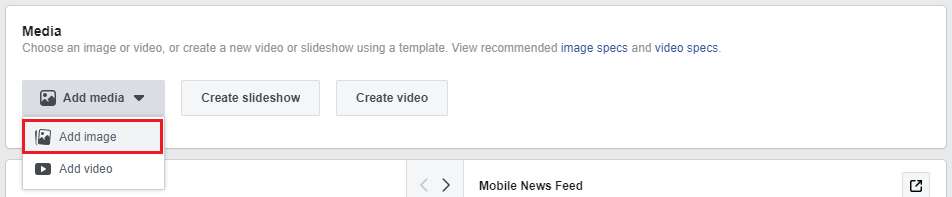 Media
Choose an image or video, or create a new video or slideshow using a template. View recommended image specs and video specs.
Add media Create slideshow Create video
Add image
Add video
Mobile News Feed